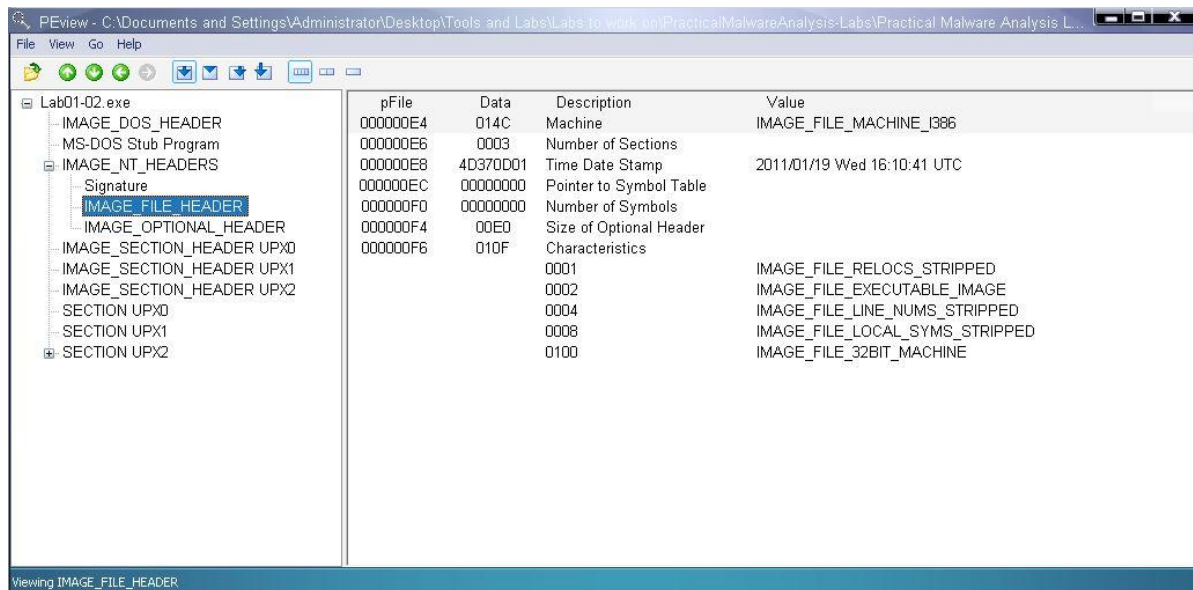 PEview - C:\Documents and Settings\Administrator\Desktop\Tools and Labs\Labs to work on\PracticalMalwareAnalysis-Labs\Practical Malware Analysis L...
File View Go Help
Lab01-02.exe
IMAGE_DOS_HEADER
MS-DOS Stub Program
IMAGE_NT_HEADERS
Signature
IMAGE_FILE_HEADER
IMAGE_OPTIONAL_HEADER
IMAGE_SECTION_HEADER UPX0
IMAGE_SECTION_HEADER UPX1
IMAGE_SECTION_HEADER UPX2
SECTION UPX0
SECTION UPX1
SECTION UPX2
pFile Data Description Value
000000E4 014C Machine IMAGE_FILE_MACHINE_I386
000000E6 0003 Number of Sections
000000E8 4D370D01 Time Date Stamp 2011/01/19 Wed 16:10:41 UTC
000000EC 00000000 Pointer to Symbol Table
000000F0 00000000 Number of Symbols
000000F4 00E0 Size of Optional Header
000000F6 010F Characteristics
0001 IMAGE_FILE_RELOCS_STRIPPED
0002 IMAGE_FILE_EXECUTABLE_IMAGE
0004 IMAGE_FILE_LINE_NUMS_STRIPPED
0008 IMAGE_FILE_LOCAL_SYMS_STRIPPED
0100 IMAGE_FILE_32BIT_MACHINE
Viewing IMAGE_FILE_HEADER